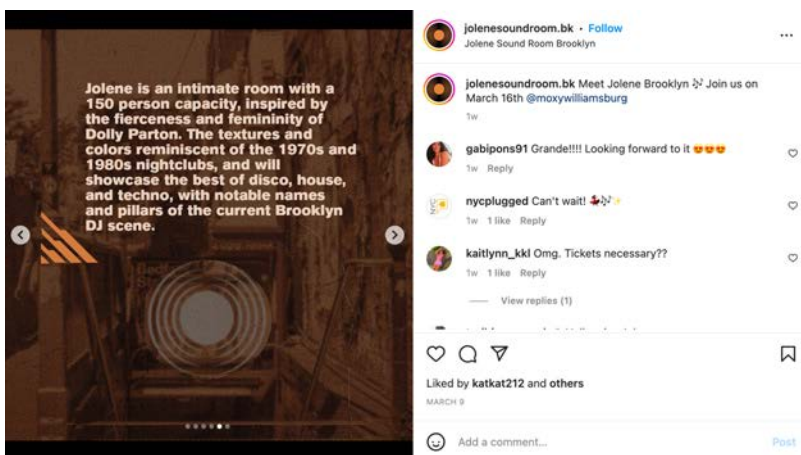 Jolene is an intimate room with a
150 person capacity, inspired by
the fierceness and femininity of
Dolly Parton. The textures and
colors reminiscent of the 1970s and
1980s nightclubs, and will
showcase the best of disco, house,
and techno, with notable names
and pillars of the current Brooklyn
DJ scene.
jolenesoundroom.bk • Follow
Jolene Sound Room Brooklyn
jolenesoundroom.bk Meet Jolene Brooklyn 🎶 Join us on
March 16th @moxywilliamsburg
1w
gabipons91 Grande!!!! Looking forward to it 😍😍😍
1w Reply
nycplugged Can't wait! 💃🎶✨
1w 1 like Reply
kaitlynn_kkl Omg. Tickets necessary??
1w 1 like Reply
View replies (1)
Liked by katkat212 and others
MARCH 9
Add a comment...
Post